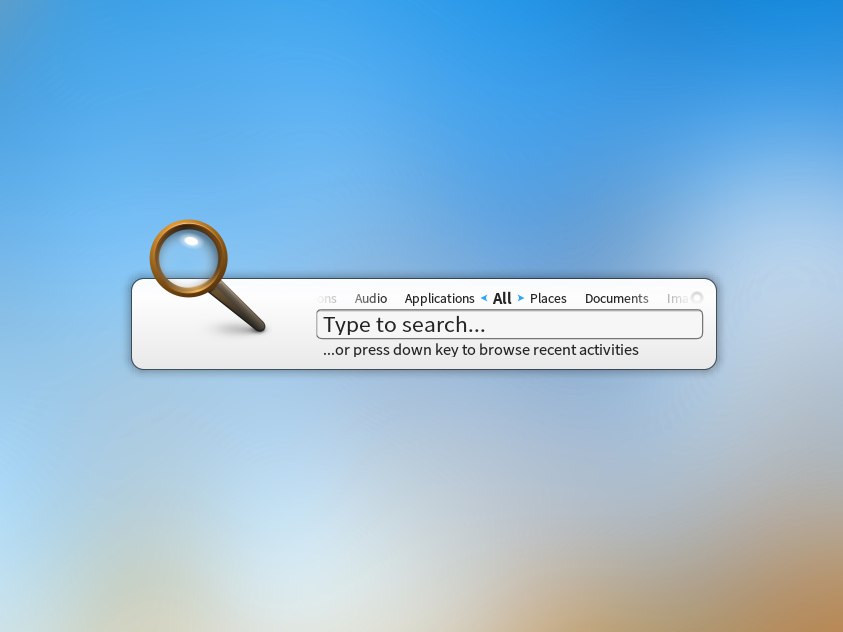 ons Audio Applications All Places Documents Ima
Type to search...
...or press down key to browse recent activities